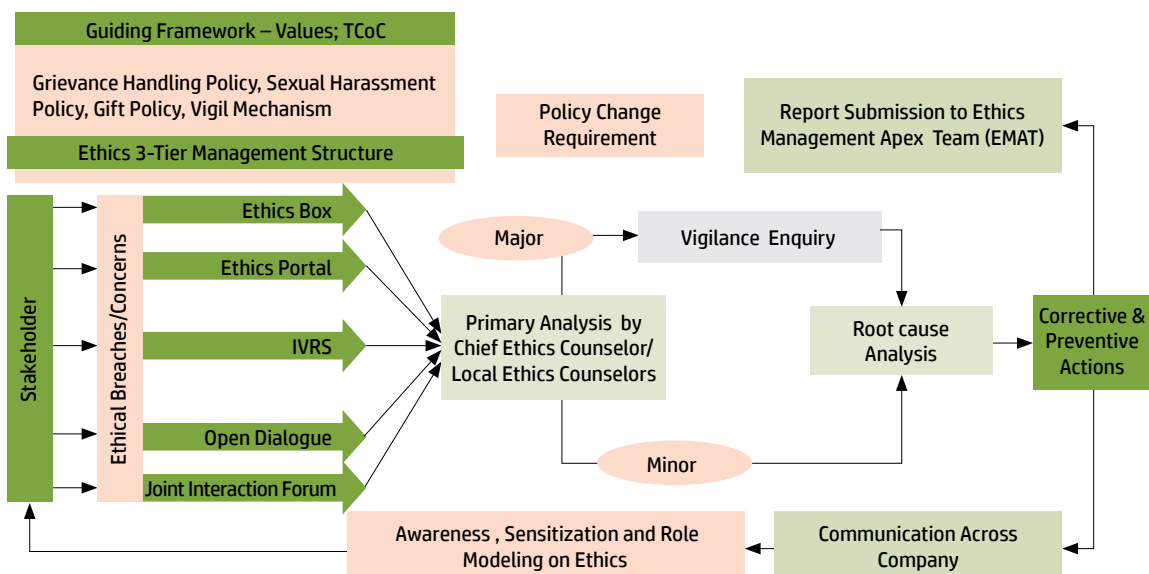 Guiding Framework – Values; TCoC
Grievance Handling Policy, Sexual Harassment
Policy, Gift Policy, Vigil Mechanism
Ethics 3-Tier Management Structure
Policy Change
Requirement
Report Submission to Ethics
Management Apex Team (EMAT)
Stakeholder
Ethical Breaches/Concerns
Ethics Box
Ethics Portal
IVRS
Open Dialogue
Joint Interaction Forum
Major
Vigilance Enquiry
Primary Analysis by
Chief Ethics Counselor/
Local Ethics Counselors
Root cause
Analysis
Corrective &
Preventive
Actions
Minor
Awareness , Sensitization and Role
Modeling on Ethics
Communication Across
Company